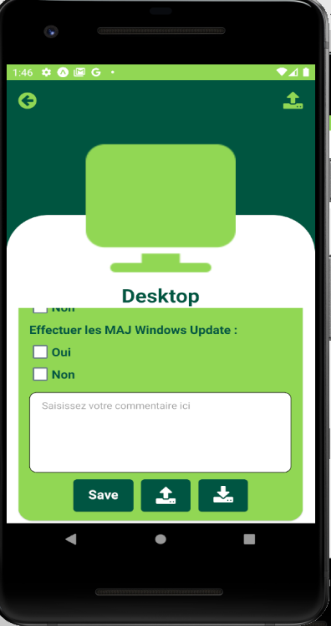 1:46 G
Desktop
Non
Effectuer les MAJ Windows Update :
Oui
Non
Saisissez votre commentaire ici
Save